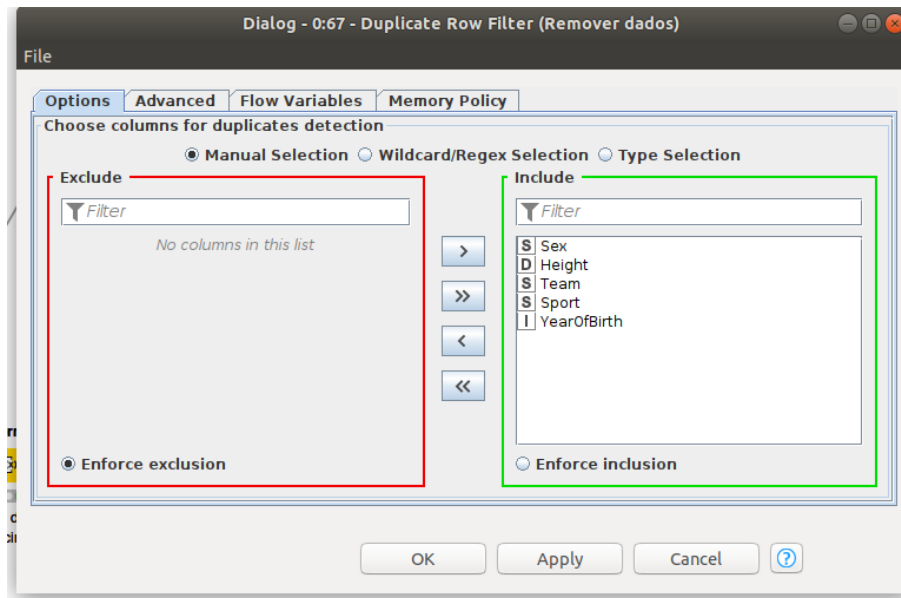 Dialog - 0:67 - Duplicate Row Filter (Remover dados)
File
Options Advanced Flow Variables Memory Policy
Choose columns for duplicates detection
Manual Selection Wildcard/Regex Selection Type Selection
Exclude Include
Filter Filter
No columns in this list
S Sex
D Height
S Team
S Sport
I YearOfBirth
> 
>>
<
<<
Enforce exclusion Enforce inclusion
OK Apply Cancel ?